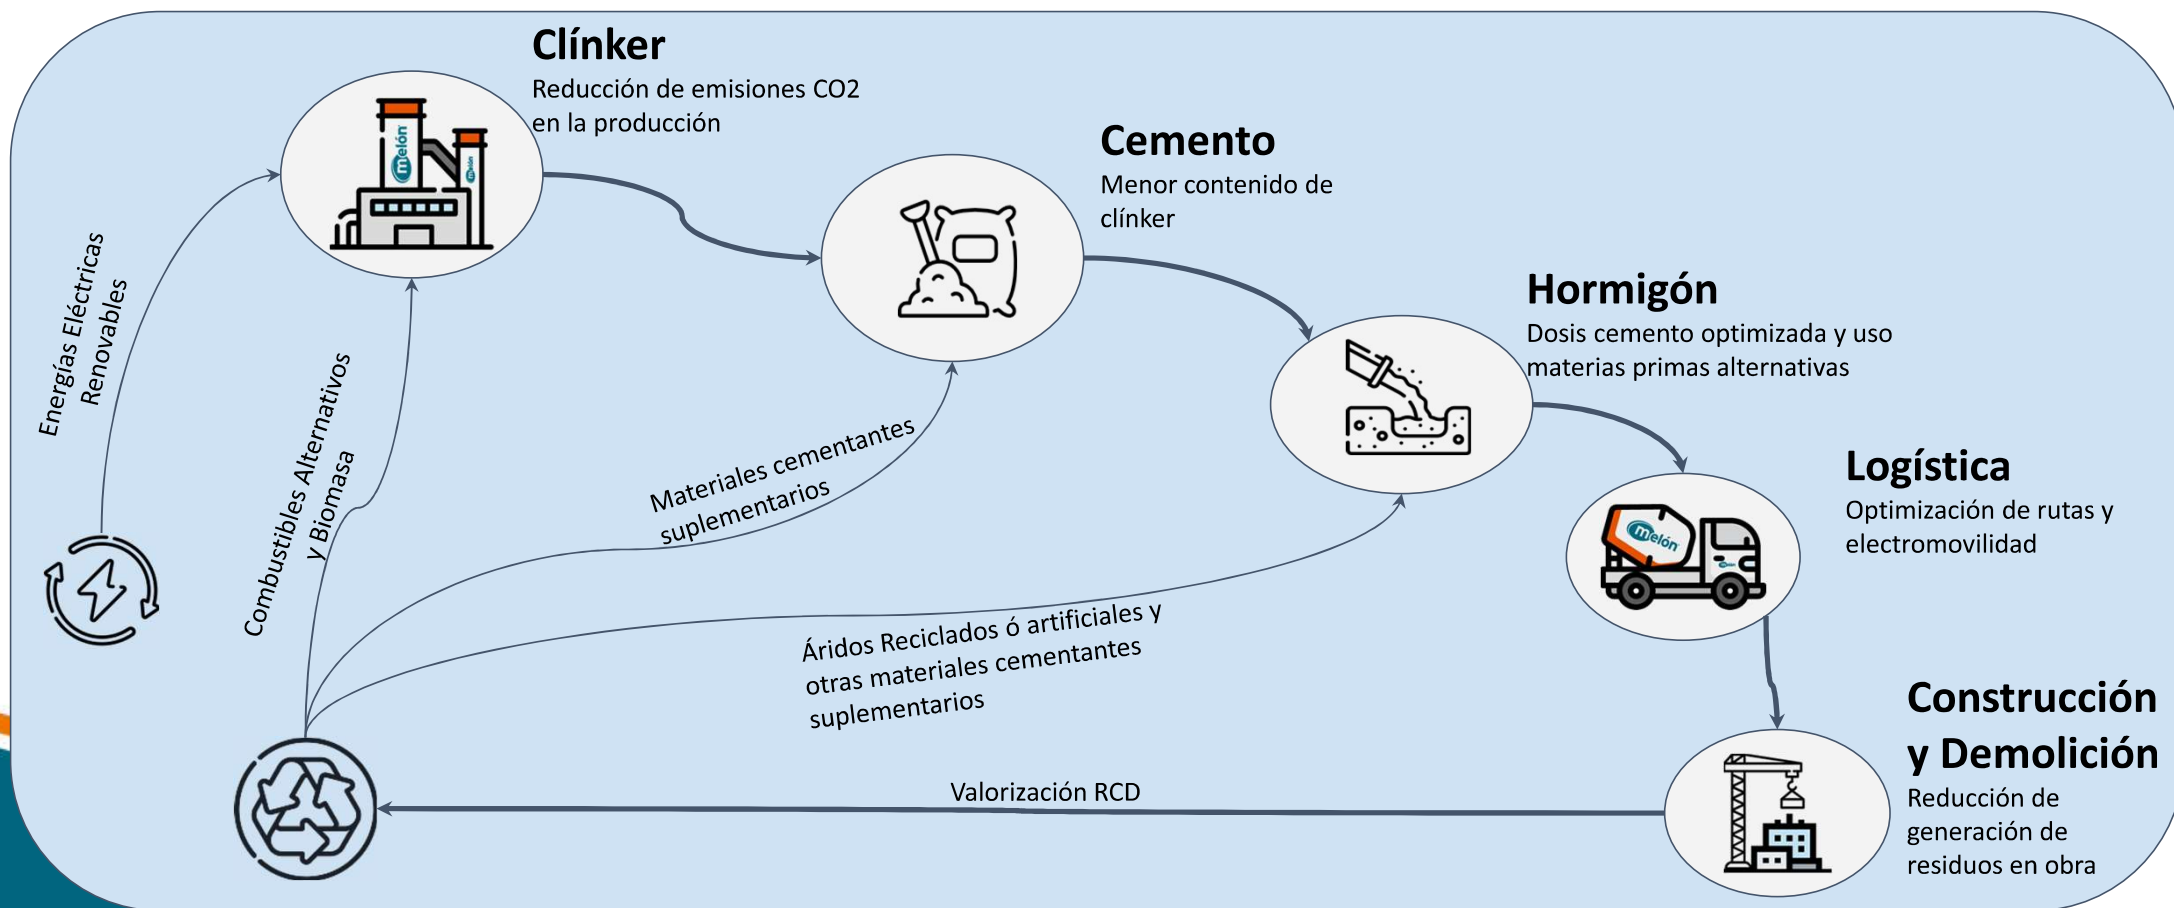 Clínker
Reducción de emisiones CO2
en la producción
melón
melón
Cemento
Menor contenido de
clínker
Hormigón
Dosis cemento optimizada y uso
materias primas alternativas
Energías Eléctricas
Renovables
Combustibles Alternativos
y Biomasa
Materiales cementantes
suplementarios
Logística
Optimización de rutas y
electromovilidad
melón
melón
Áridos Reciclados ó artificiales y
otras materiales cementantes
suplementarios
Construcción
y Demolición
Reducción de
generación de
residuos en obra
Valorización RCD